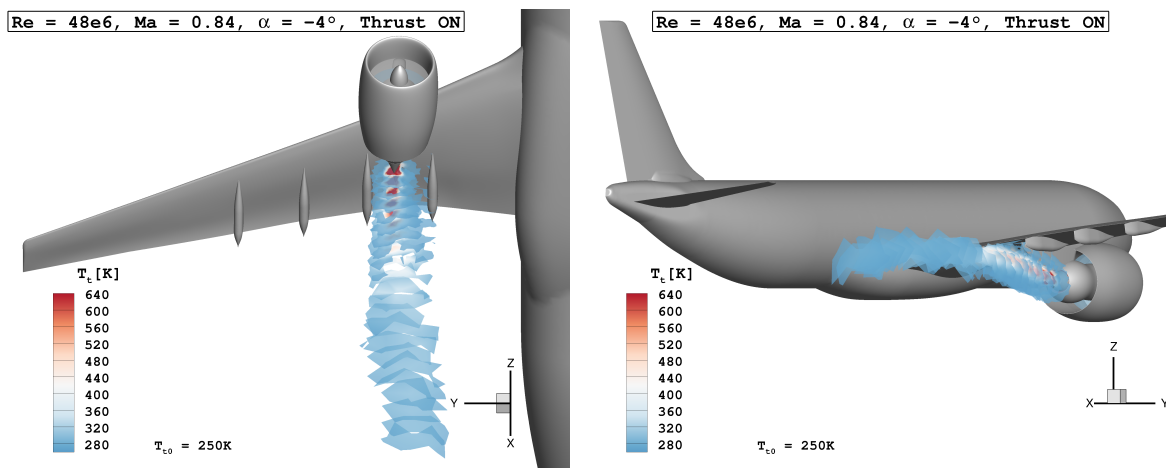 Re = 48e6, Ma = 0.84, α = −4°, Thrust ON
Tt[K]
640
600
560
520
480
440
400
360
320
280
Tt0 = 250K
Z
Y
X
Re = 48e6, Ma = 0.84, α = −4°, Thrust ON
Tt[K]
640
600
560
520
480
440
400
360
320
280
Tt0 = 250K
Z
X
Y